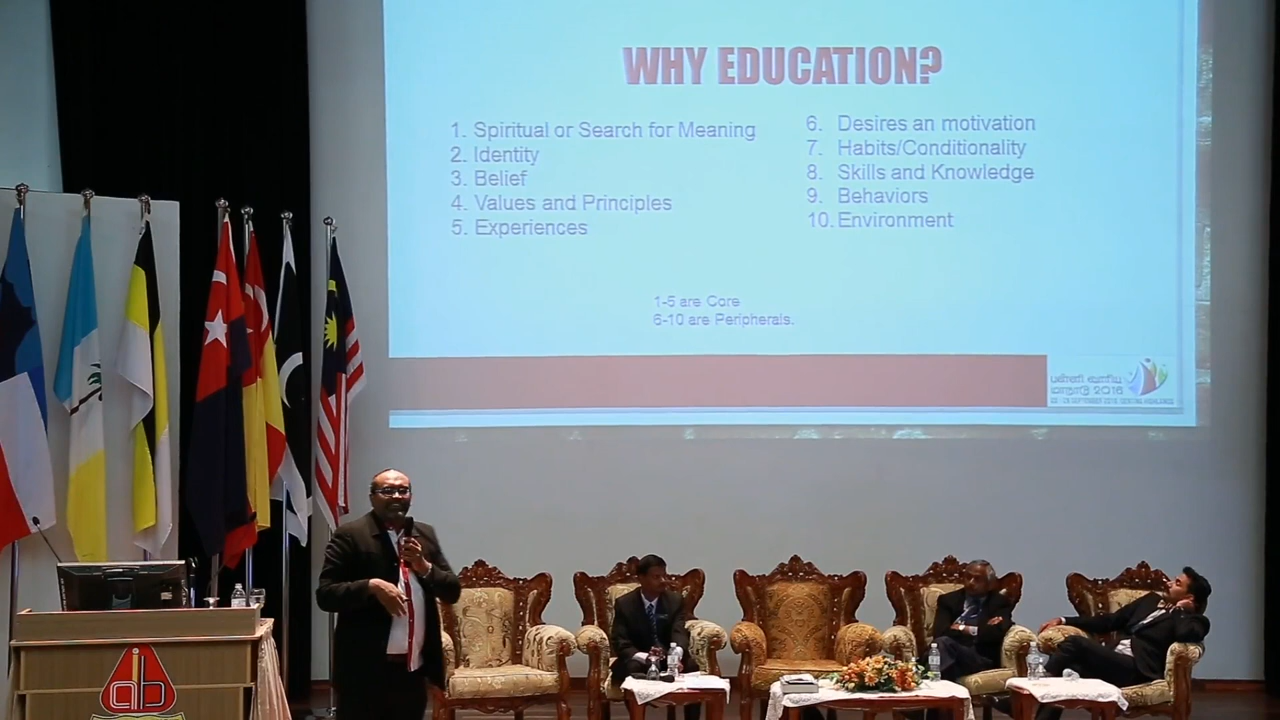 WHY EDUCATION?
1. Spiritual or Search for Meaning
2. Identity
3. Belief
4. Values and Principles
5. Experiences
6. Desires an motivation
7. Habits/Conditionality
8. Skills and Knowledge
9. Behaviors
10. Environment
1-5 are Core
6-10 are Peripherals.
மாநாடு 2016